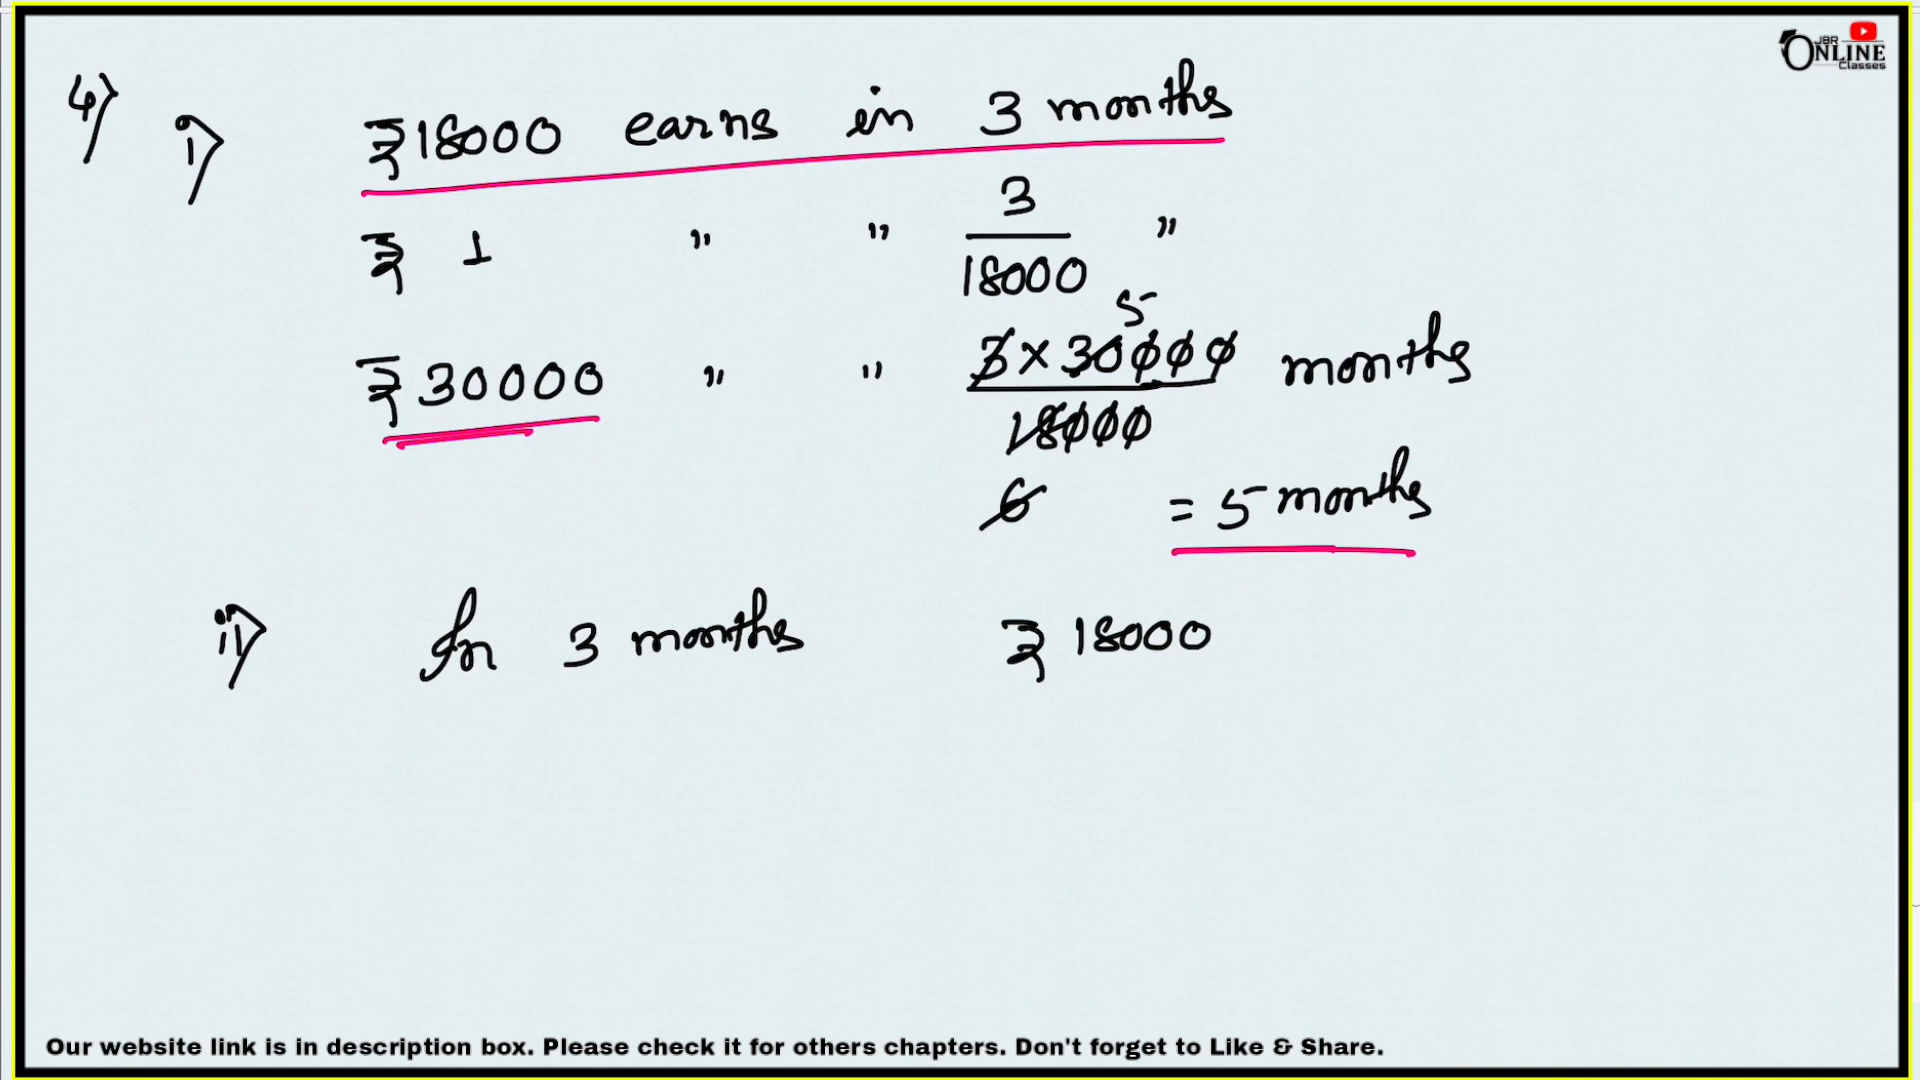 JBR
ONLINE
Classes
4)
i) ₹18000 earns in 3 months
₹ 1 " " 3/18000 "
5
₹ 30000 " " 3×30000/18000 months
6 = 5 months
ii) In 3 months ₹ 18000
Our website link is in description box. Please check it for others chapters. Don't forget to Like & Share.